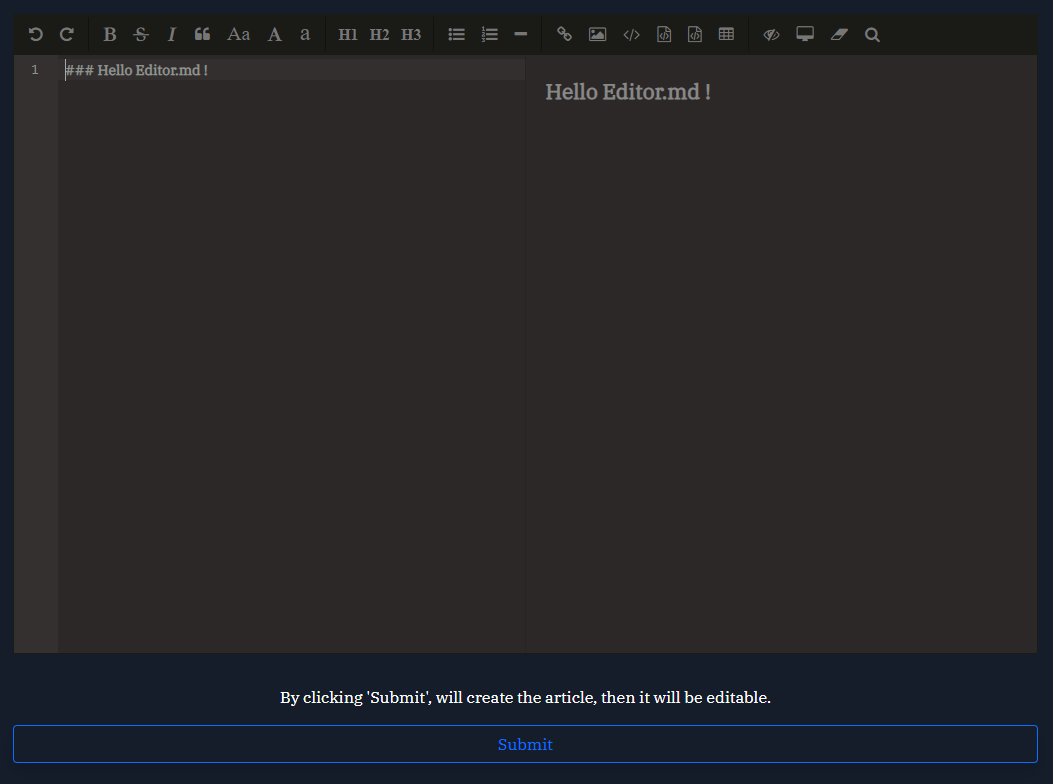 B S I Aa A a H1 H2 H3
1 ### Hello Editor.md !
Hello Editor.md !
By clicking 'Submit', will create the article, then it will be editable.
Submit